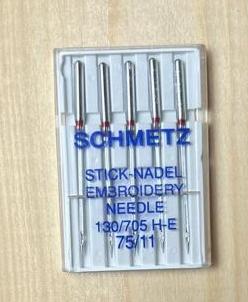 SCHMETZ
STICK-NADEL
EMBROIDERY
NEEDLE
130/705 H-E
75/11